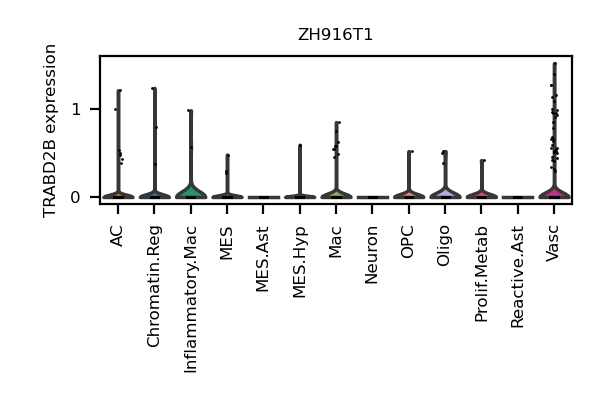 ZH916T1
TRABD2B expression
1
0
AC
Chromatin.Reg
Inflammatory.Mac
MES
MES.Ast
MES.Hyp
Mac
Neuron
OPC
Oligo
Prolif.Metab
Reactive.Ast
Vasc